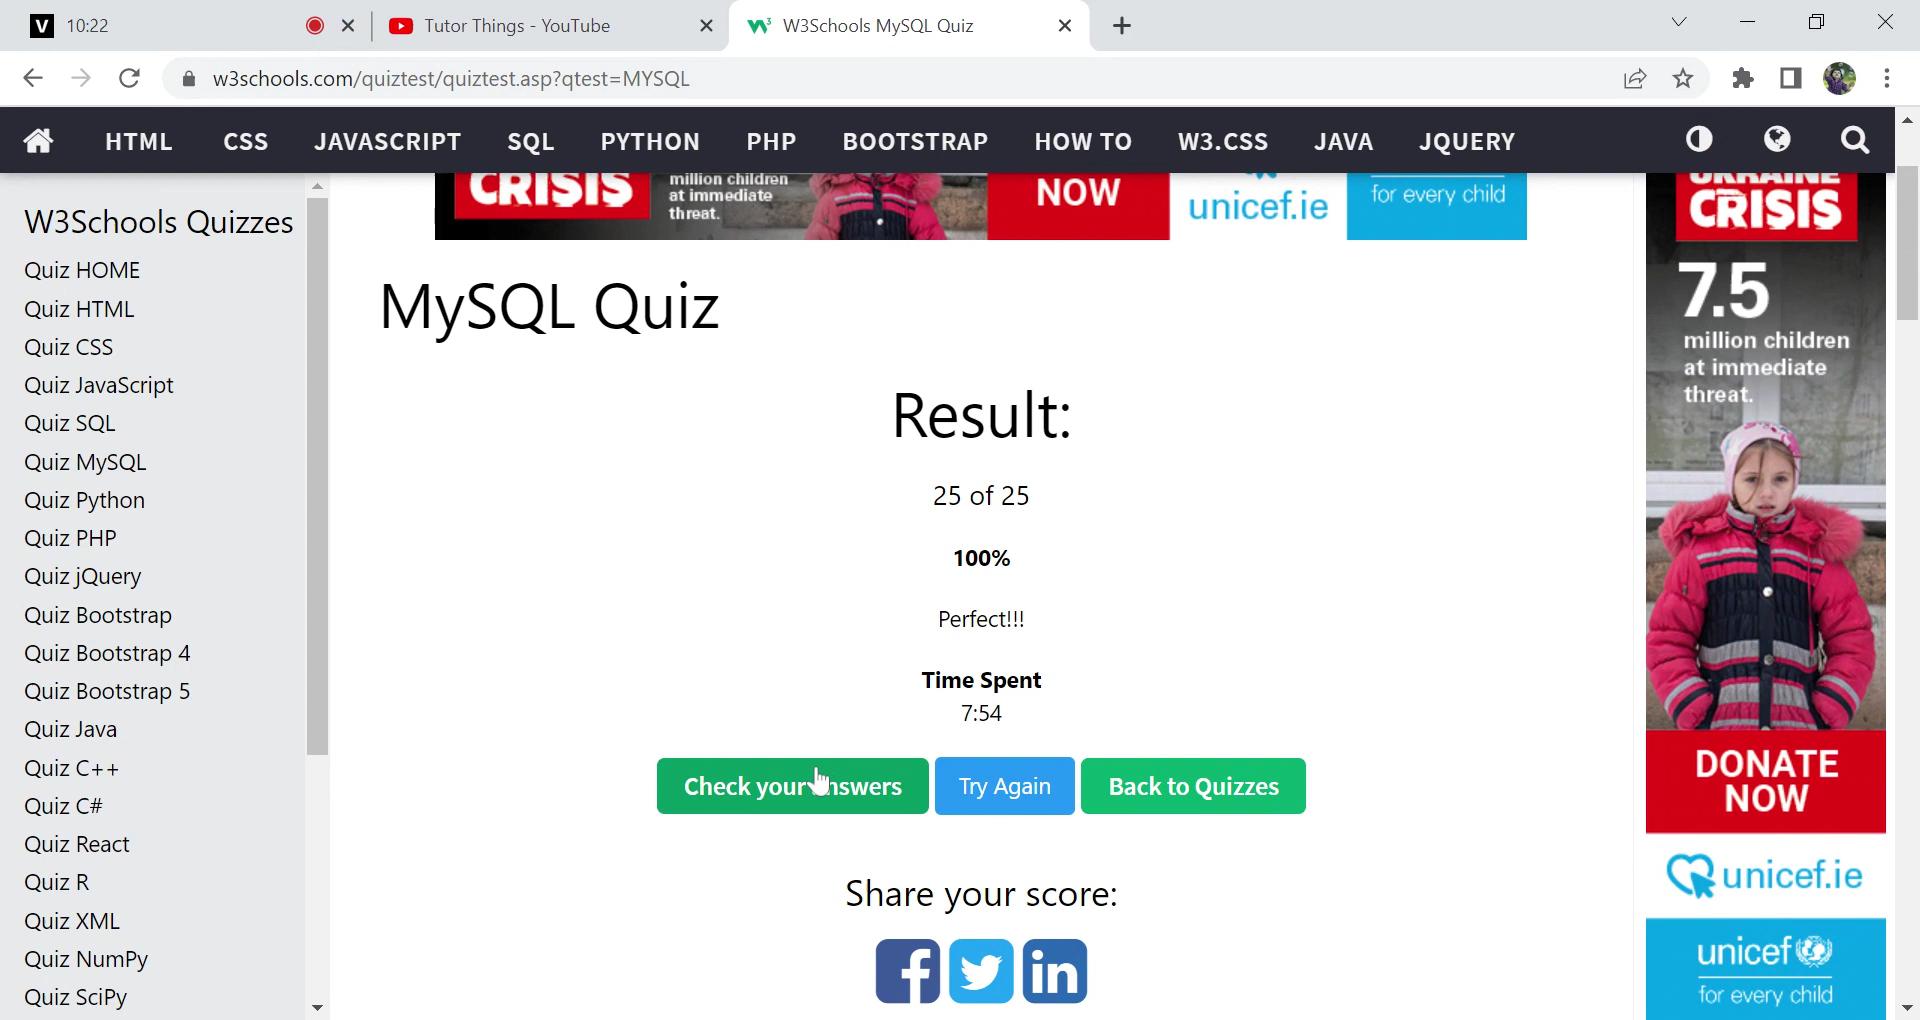 V 10:22
Tutor Things - YouTube
W3Schools MySQL Quiz
w3schools.com/quiztest/quiztest.asp?qtest=MYSQL
HTML CSS JAVASCRIPT SQL PYTHON PHP BOOTSTRAP HOW TO W3.CSS JAVA JQUERY
W3Schools Quizzes
Quiz HOME
Quiz HTML
Quiz CSS
Quiz JavaScript
Quiz SQL
Quiz MySQL
Quiz Python
Quiz PHP
Quiz jQuery
Quiz Bootstrap
Quiz Bootstrap 4
Quiz Bootstrap 5
Quiz Java
Quiz C++
Quiz C#
Quiz React
Quiz R
Quiz XML
Quiz NumPy
Quiz SciPy
CRISIS
million children
at immediate
threat.
NOW
unicef.ie
for every child
MySQL Quiz
Result:
25 of 25
100%
Perfect!!!
Time Spent
7:54
Check your answers
Try Again
Back to Quizzes
Share your score:
f
in
UKRAINE
CRISIS
7.5
million children
at immediate
threat.
DONATE
NOW
unicef.ie
unicef
for every child